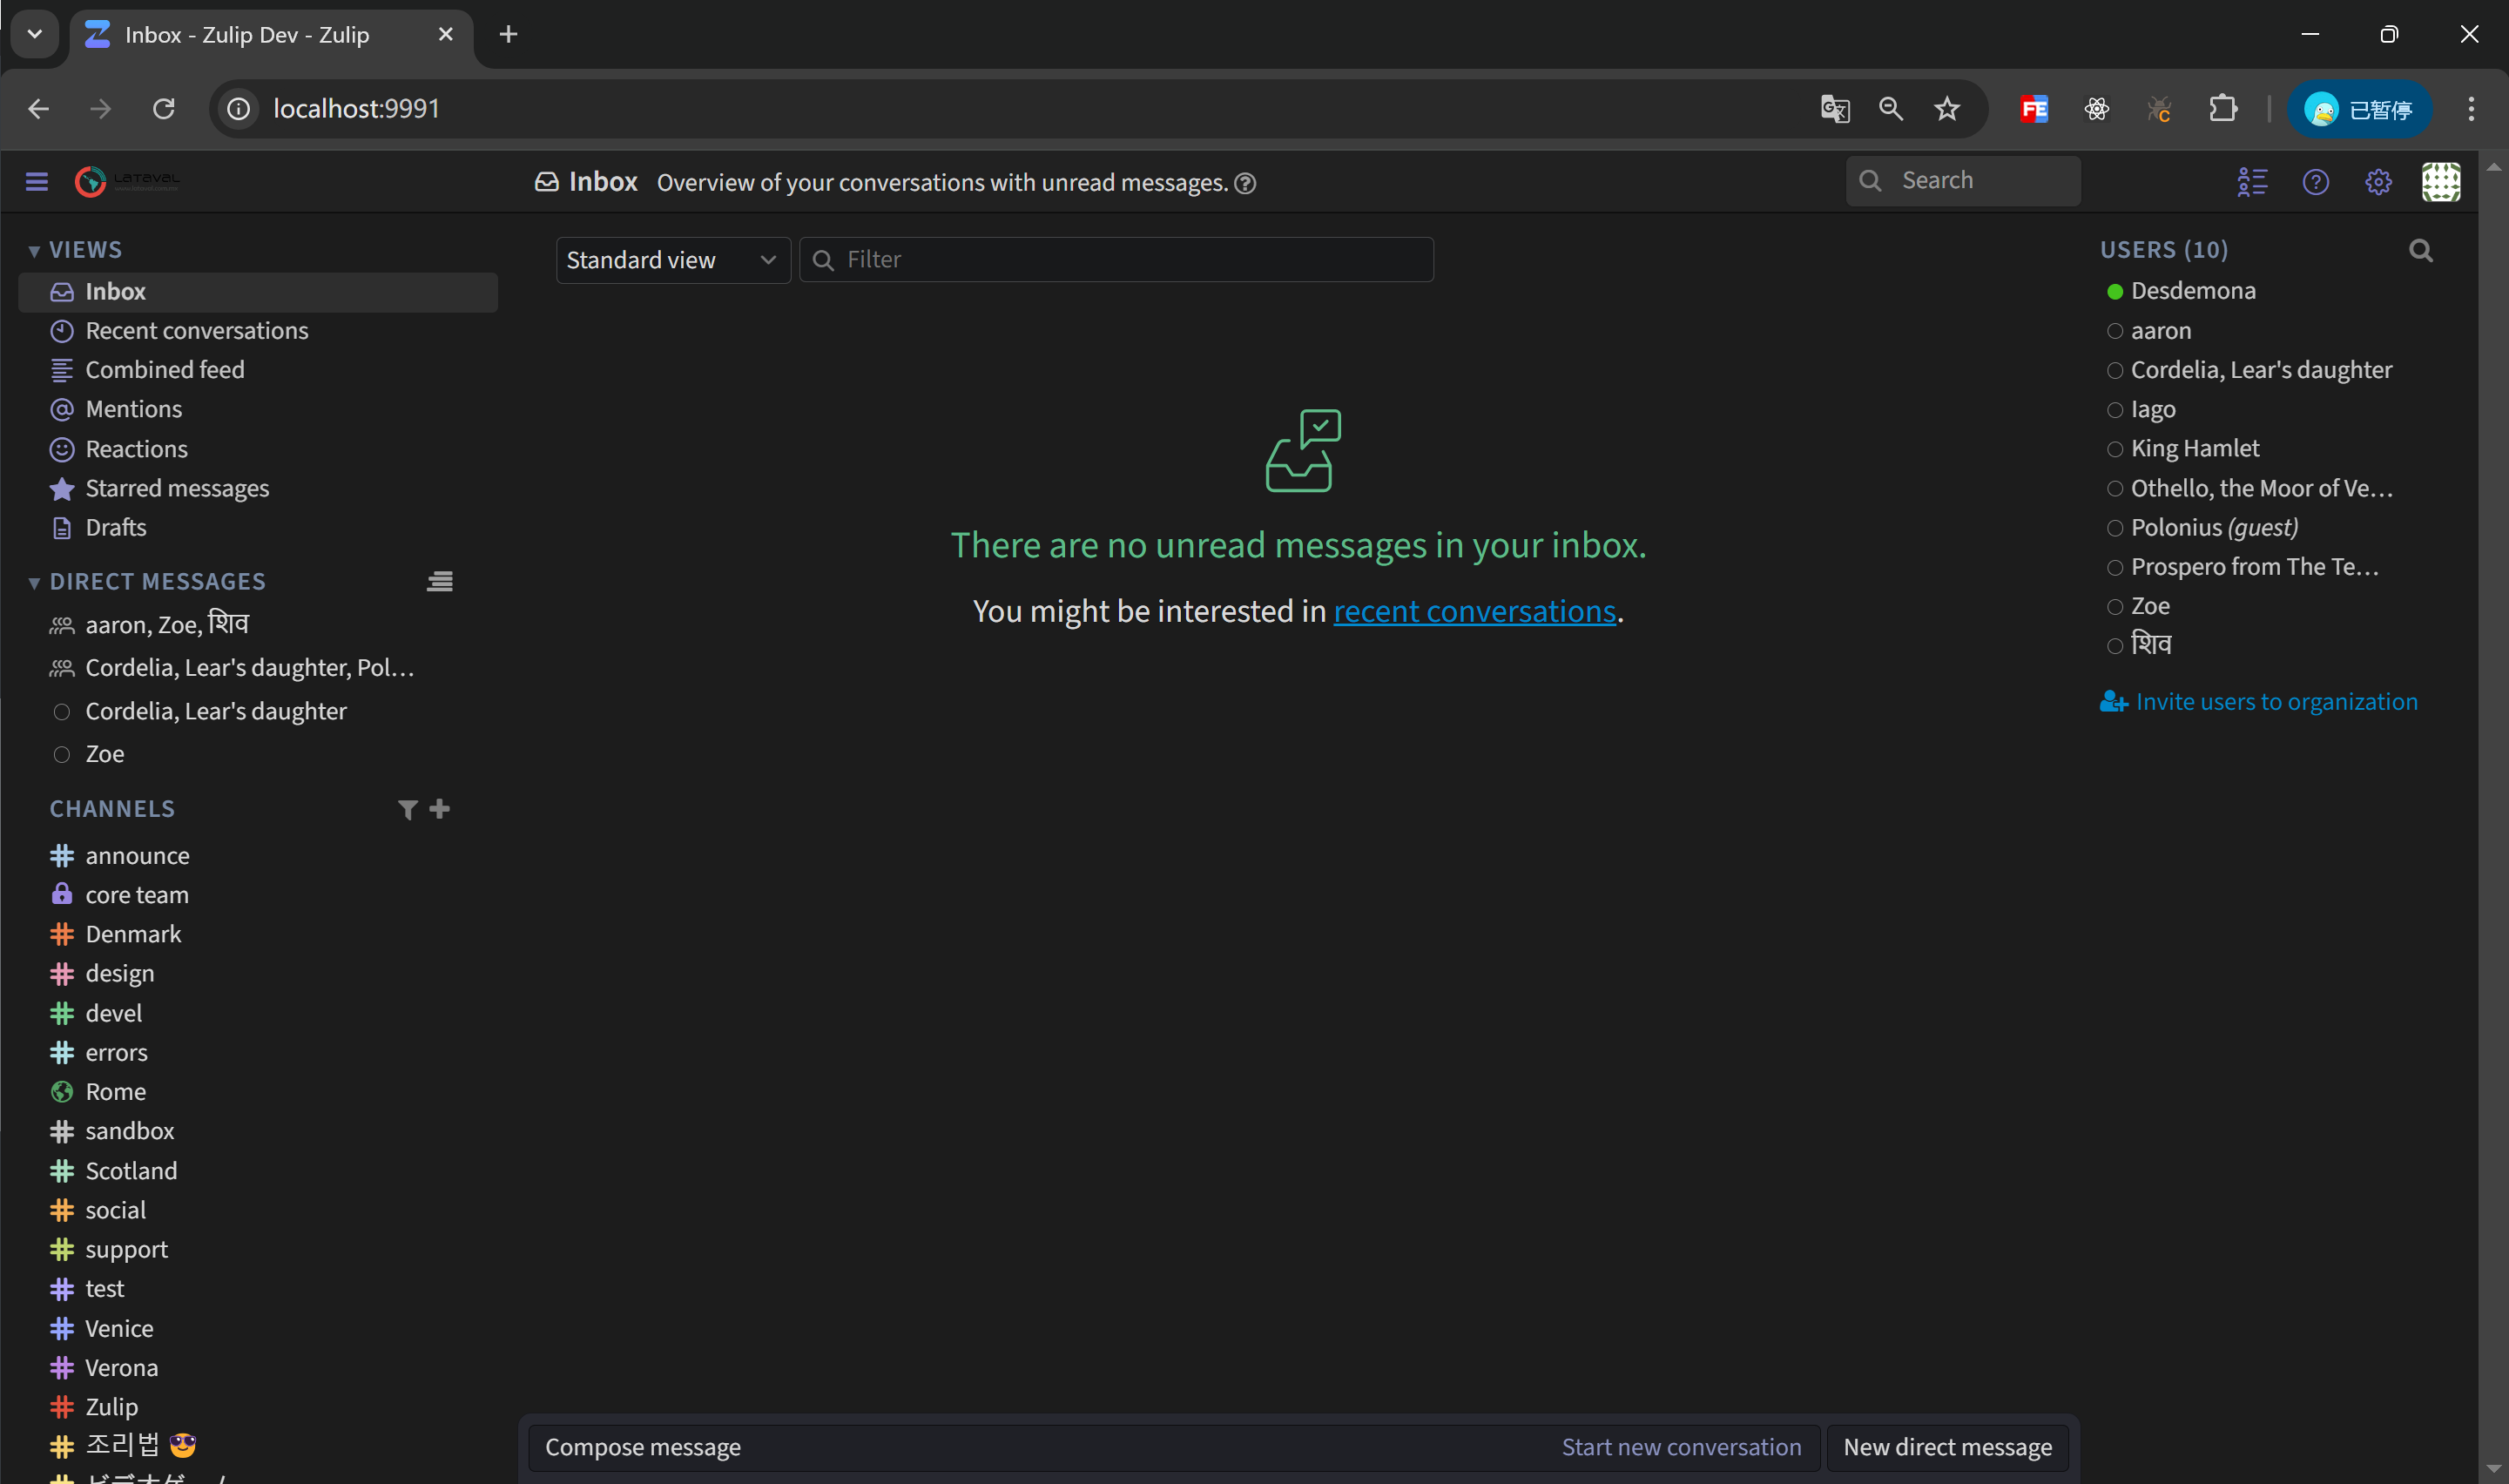 Inbox - Zulip Dev - Zulip
localhost:9991
已暂停
LATAVAL
Inbox Overview of your conversations with unread messages.
Search
VIEWS
Inbox
Recent conversations
Combined feed
Mentions
Reactions
Starred messages
Drafts
DIRECT MESSAGES
aaron, Zoe, शिव
Cordelia, Lear's daughter, Pol…
Cordelia, Lear's daughter
Zoe
CHANNELS
announce
core team
Denmark
design
devel
errors
Rome
sandbox
Scotland
social
support
test
Venice
Verona
Zulip
조리법 😎
Standard view
Filter
There are no unread messages in your inbox.
You might be interested in recent conversations.
Compose message
Start new conversation
New direct message
USERS (10)
Desdemona
aaron
Cordelia, Lear's daughter
Iago
King Hamlet
Othello, the Moor of Ve…
Polonius (guest)
Prospero from The Te…
Zoe
शिव
Invite users to organization